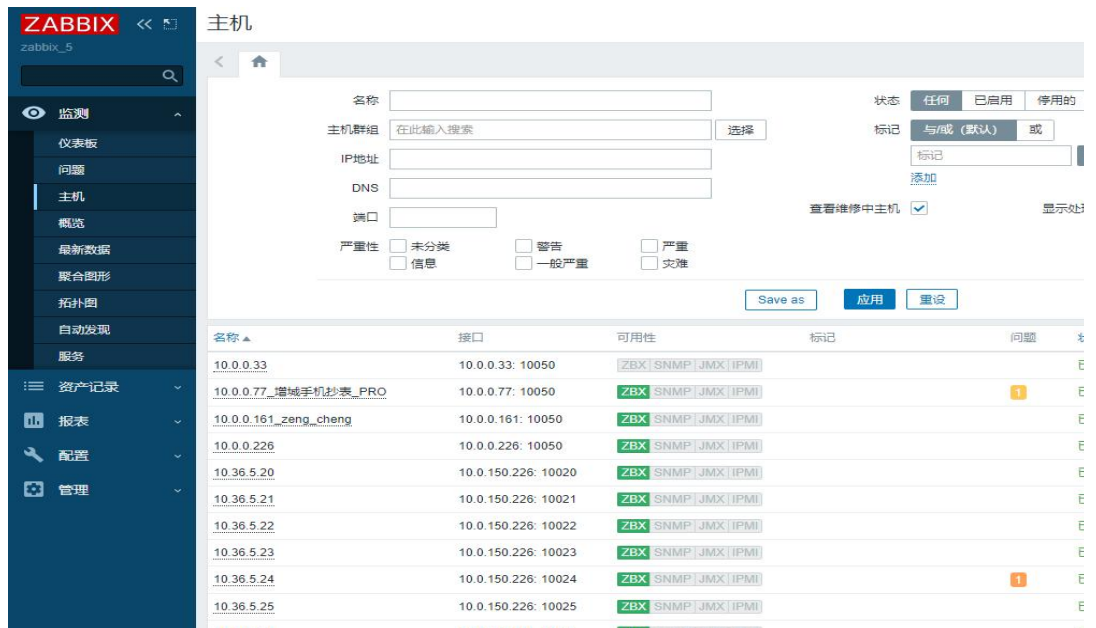 ZABBIX
zabbix_5
监测
仪表板
问题
主机
概览
最新数据
聚合图形
拓扑图
自动发现
服务
资产记录
报表
配置
管理
主机
名称
主机群组 在此输入搜索 选择
IP地址
DNS
端口
严重性 未分类 警告 严重
信息 一般严重 灾难
状态 任何 已启用 停用的
标记 与/或 (默认) 或
标记
添加
查看维修中主机 显示处
Save as 应用 重设
名称 接口 可用性 标记 问题
10.0.0.33 10.0.0.33: 10050 ZBX SNMP JMX IPMI
10.0.0.77_增城手机抄表_PRO 10.0.0.77: 10050 ZBX SNMP JMX IPMI 1
10.0.0.161_zeng_cheng 10.0.0.161: 10050 ZBX SNMP JMX IPMI
10.0.0.226 10.0.0.226: 10050 ZBX SNMP JMX IPMI
10.36.5.20 10.0.150.226: 10020 ZBX SNMP JMX IPMI
10.36.5.21 10.0.150.226: 10021 ZBX SNMP JMX IPMI
10.36.5.22 10.0.150.226: 10022 ZBX SNMP JMX IPMI
10.36.5.23 10.0.150.226: 10023 ZBX SNMP JMX IPMI
10.36.5.24 10.0.150.226: 10024 ZBX SNMP JMX IPMI 1
10.36.5.25 10.0.150.226: 10025 ZBX SNMP JMX IPMI